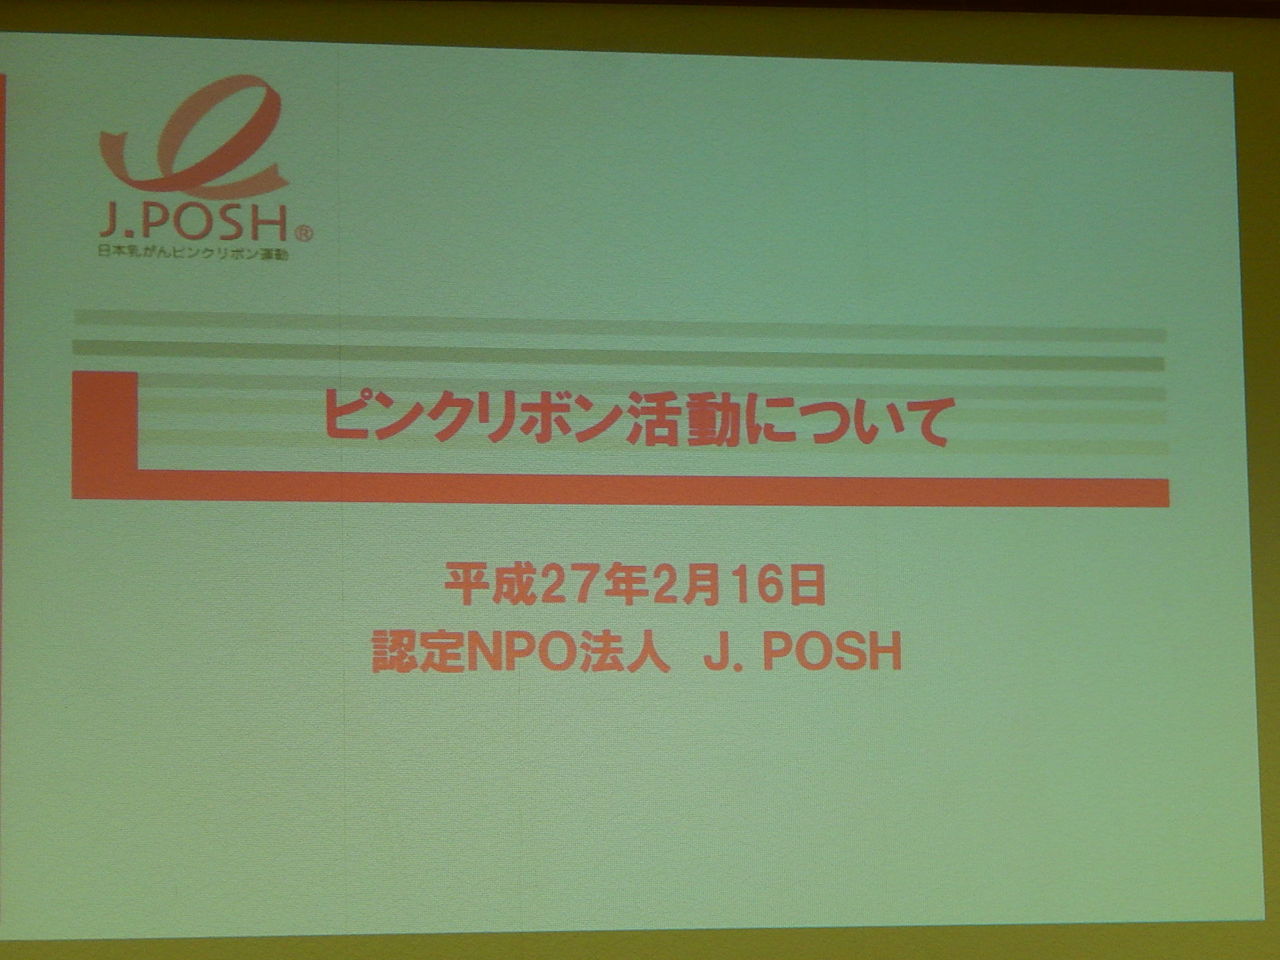 J.POSH®
日本乳がんピンクリボン運動
ピンクリボン活動について
平成27年2月16日
認定NPO法人 J. POSH